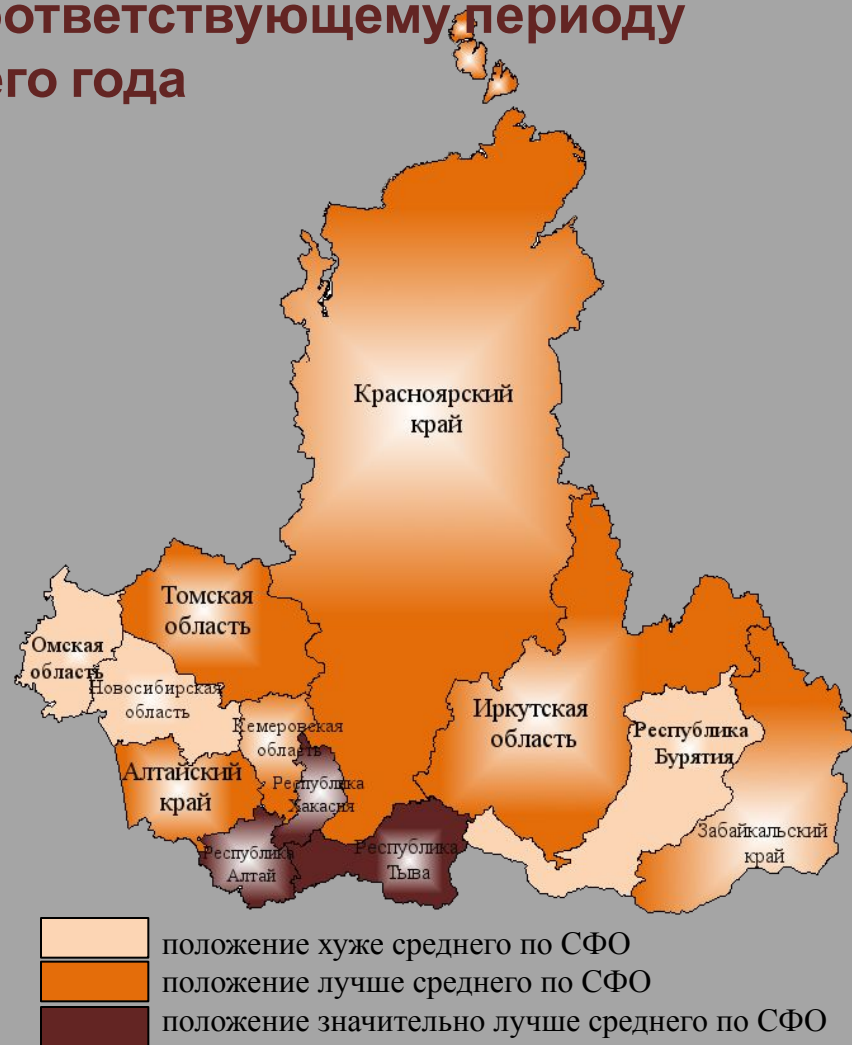 оответствующему периоду
его года
Красноярский
край
Томская
область
Омская
область
Новосибирская
область
Кемеровская
область
Алтайский
край
Республика
Хакасия
Республика
Алтай
Республика
Тыва
Иркутская
область
Республика
Бурятия
Забайкальский
край
положение хуже среднего по СФО
положение лучше среднего по СФО
положение значительно лучше среднего по СФО